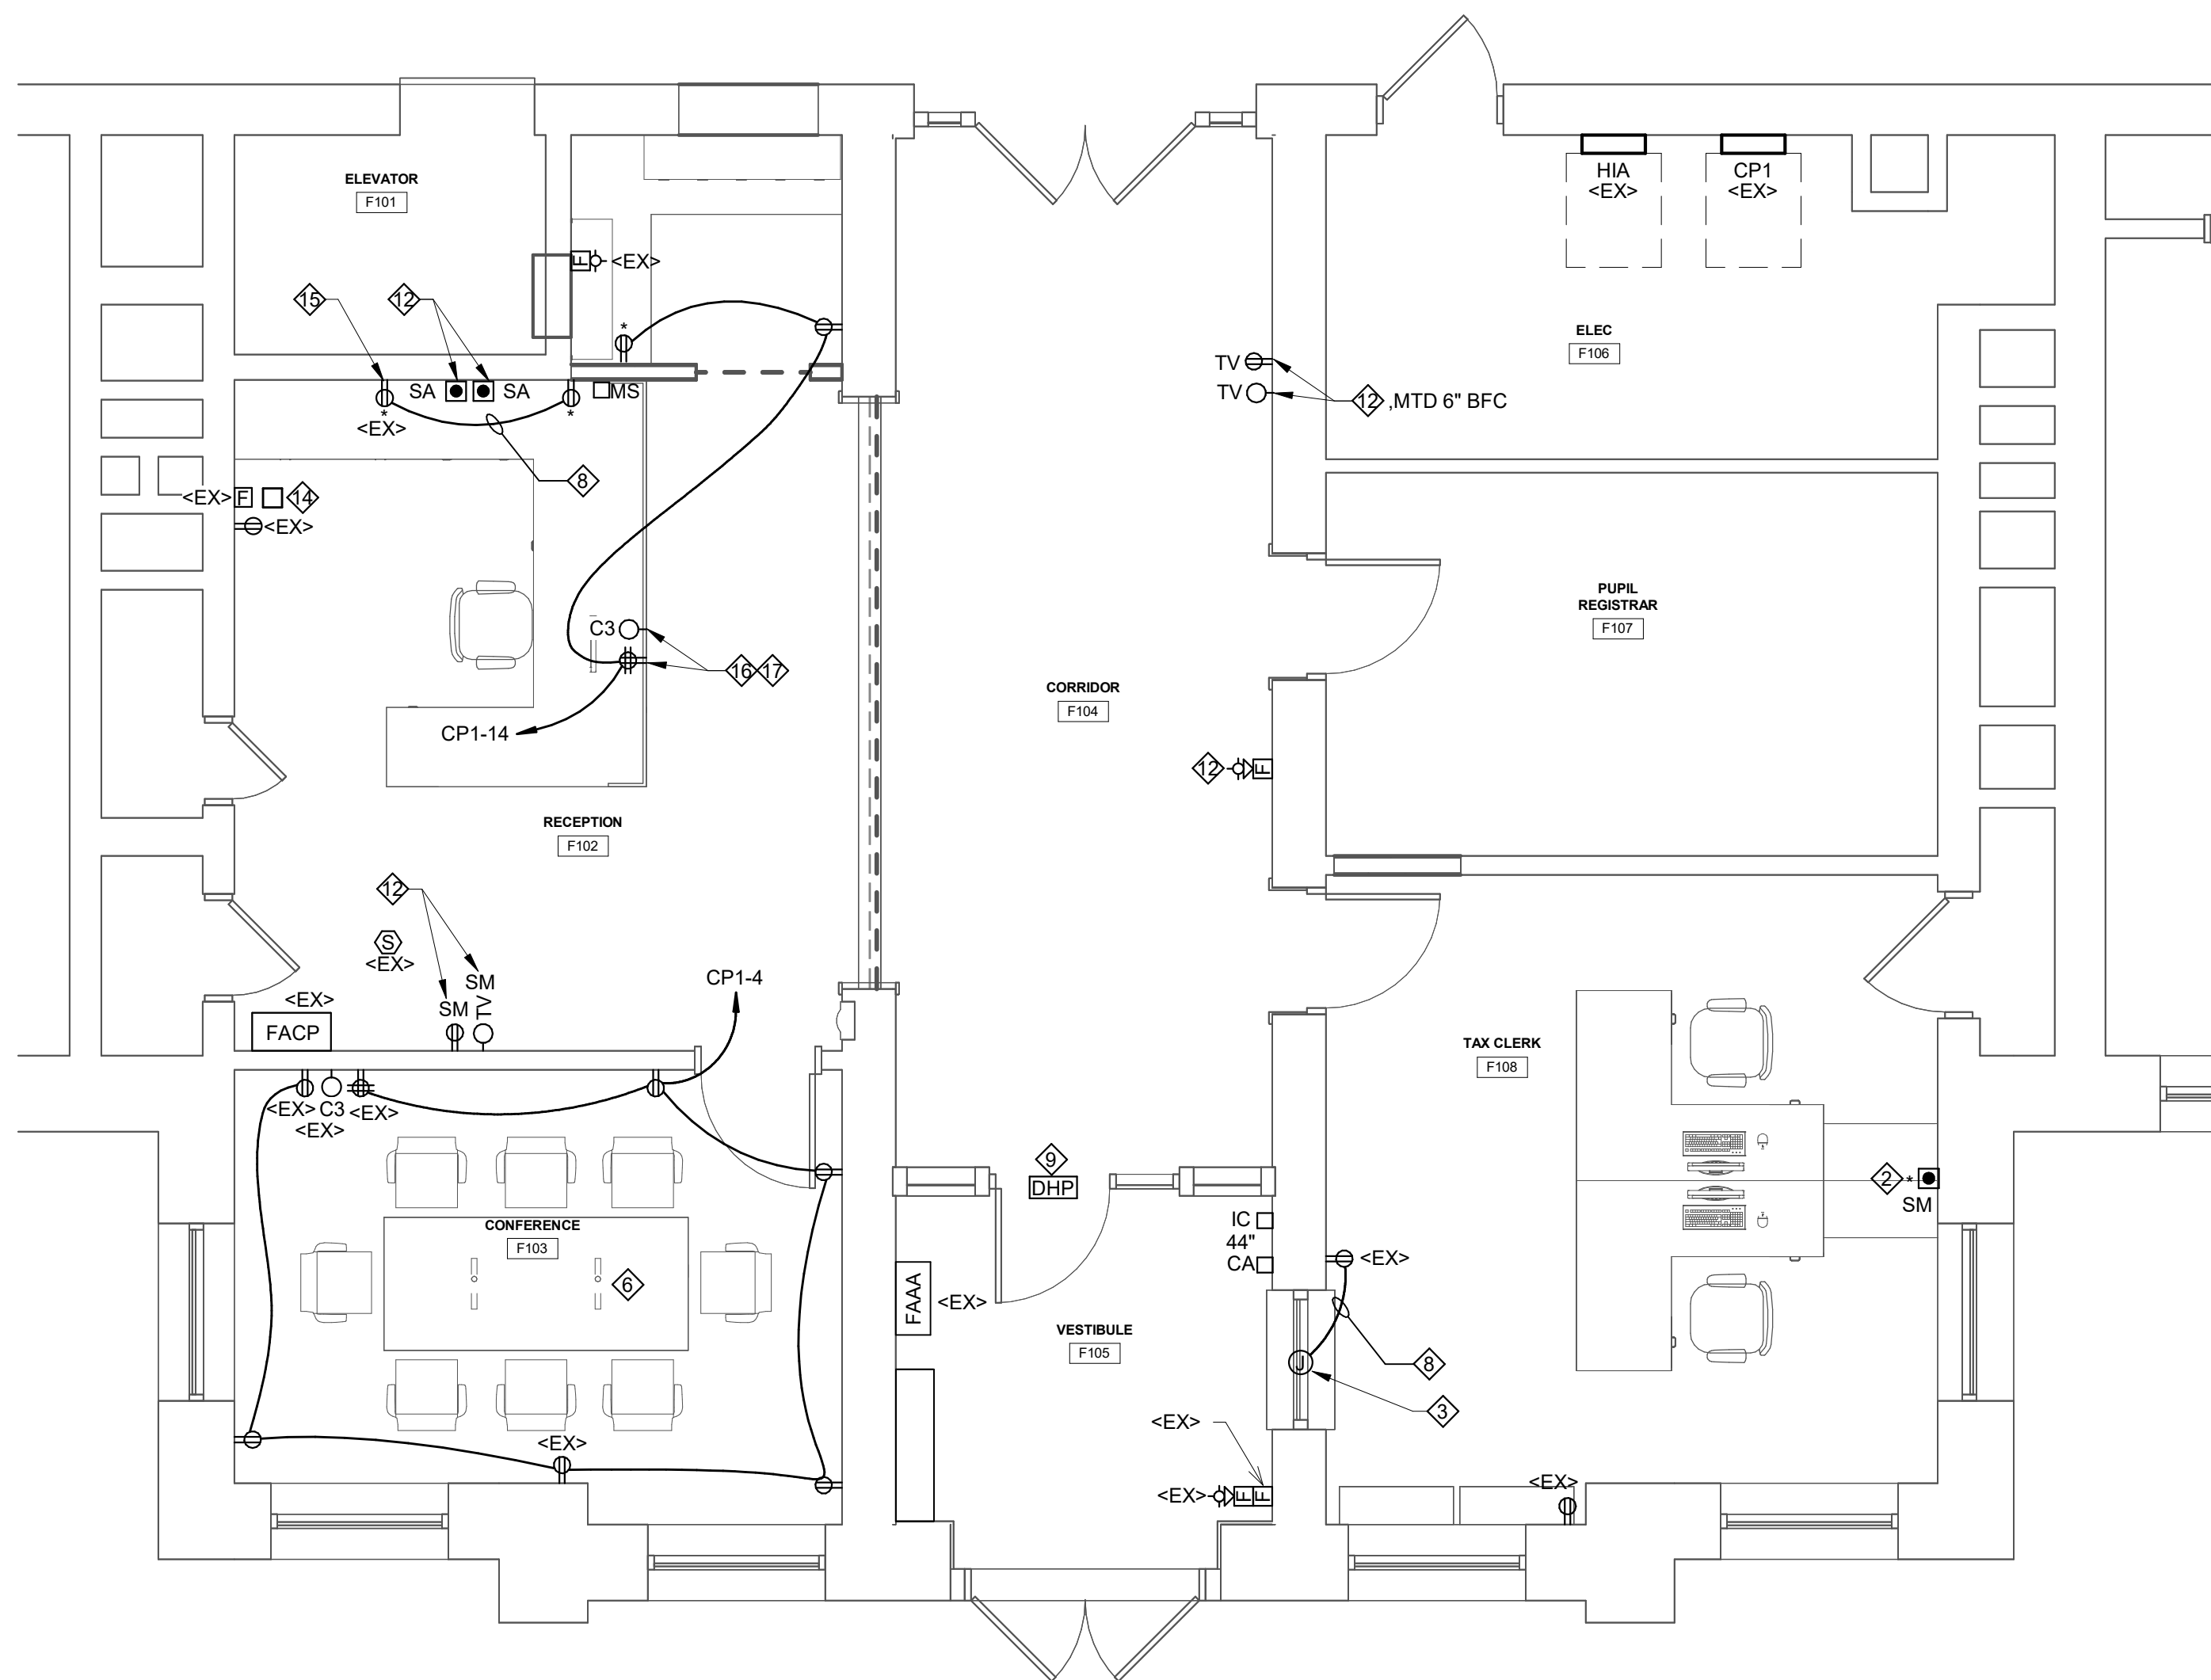 HIA
<EX>
CP1
<EX>
ELEVATOR
F101
F
<EX>
15
12
*
ELEC
F106
TV
TV
12 ,MTD 6" BFC
SA
SA
MS
*
<EX>
*
8
<EX> F 14
<EX>
PUPIL
REGISTRAR
F107
C3
16 17
CORRIDOR
F104
CP1-14
12 F
RECEPTION
F102
12
S
<EX>
SM
SM
TV
CP1-4
<EX>
FACP
TAX CLERK
F108
<EX> C3 <EX>
<EX>
9
DHP
2 *
SM
CONFERENCE
F103
IC
44"
CA
<EX>
6
FAAA
<EX>
VESTIBULE
F105
J
8
3
<EX>
<EX>
<EX> F F
<EX>